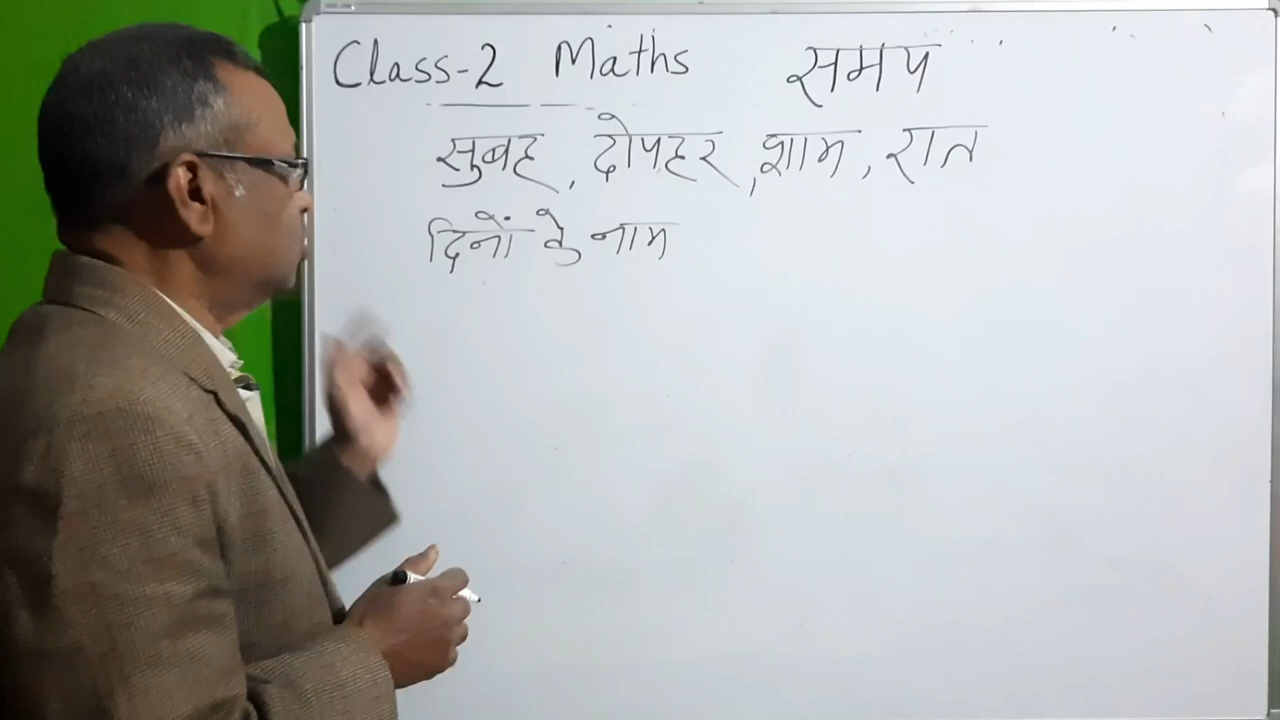 Class-2 Maths समय
सुबह, दोपहर, शाम, रात
दिनों के नाम